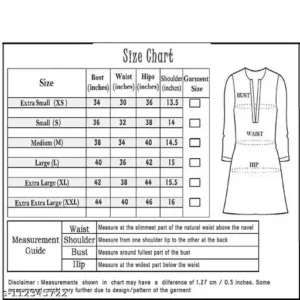 Size Chart
Size Bust (inches) Waist (inches) Hips (inches) Shoulder (inches) Garment Size
Extra Small (XS) 34 30 36 13.5
Small (S) 36 32 38 14
Medium (M) 38 34 40 14.5
Large (L) 40 36 42 15
Extra Large (XL) 42 38 44 15.5
Extra Extra Large (XXL) 44 40 46 16
BUST
WAIST
HIP
Measurement Guide
Waist Measure at the slimmest part of the natural waist above the navel
Shoulder Measure from one shoulder tip to the other at the back
Bust Measure around fullest part of the bust
Hip Measure at the widest part below the waist
Disclaimer : Measurements shown in chart may have a difference of 1.27 cm / 0.5 inches. Some
vary further due to design/pattern of the garment